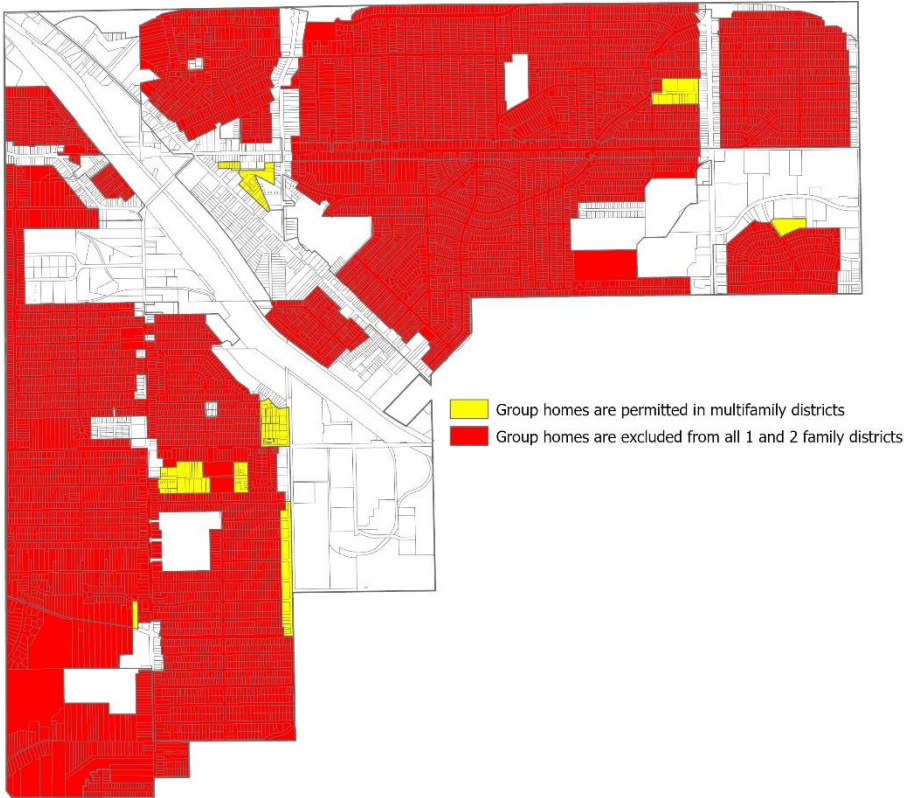 Group homes are permitted in multifamily districts
Group homes are excluded from all 1 and 2 family districts